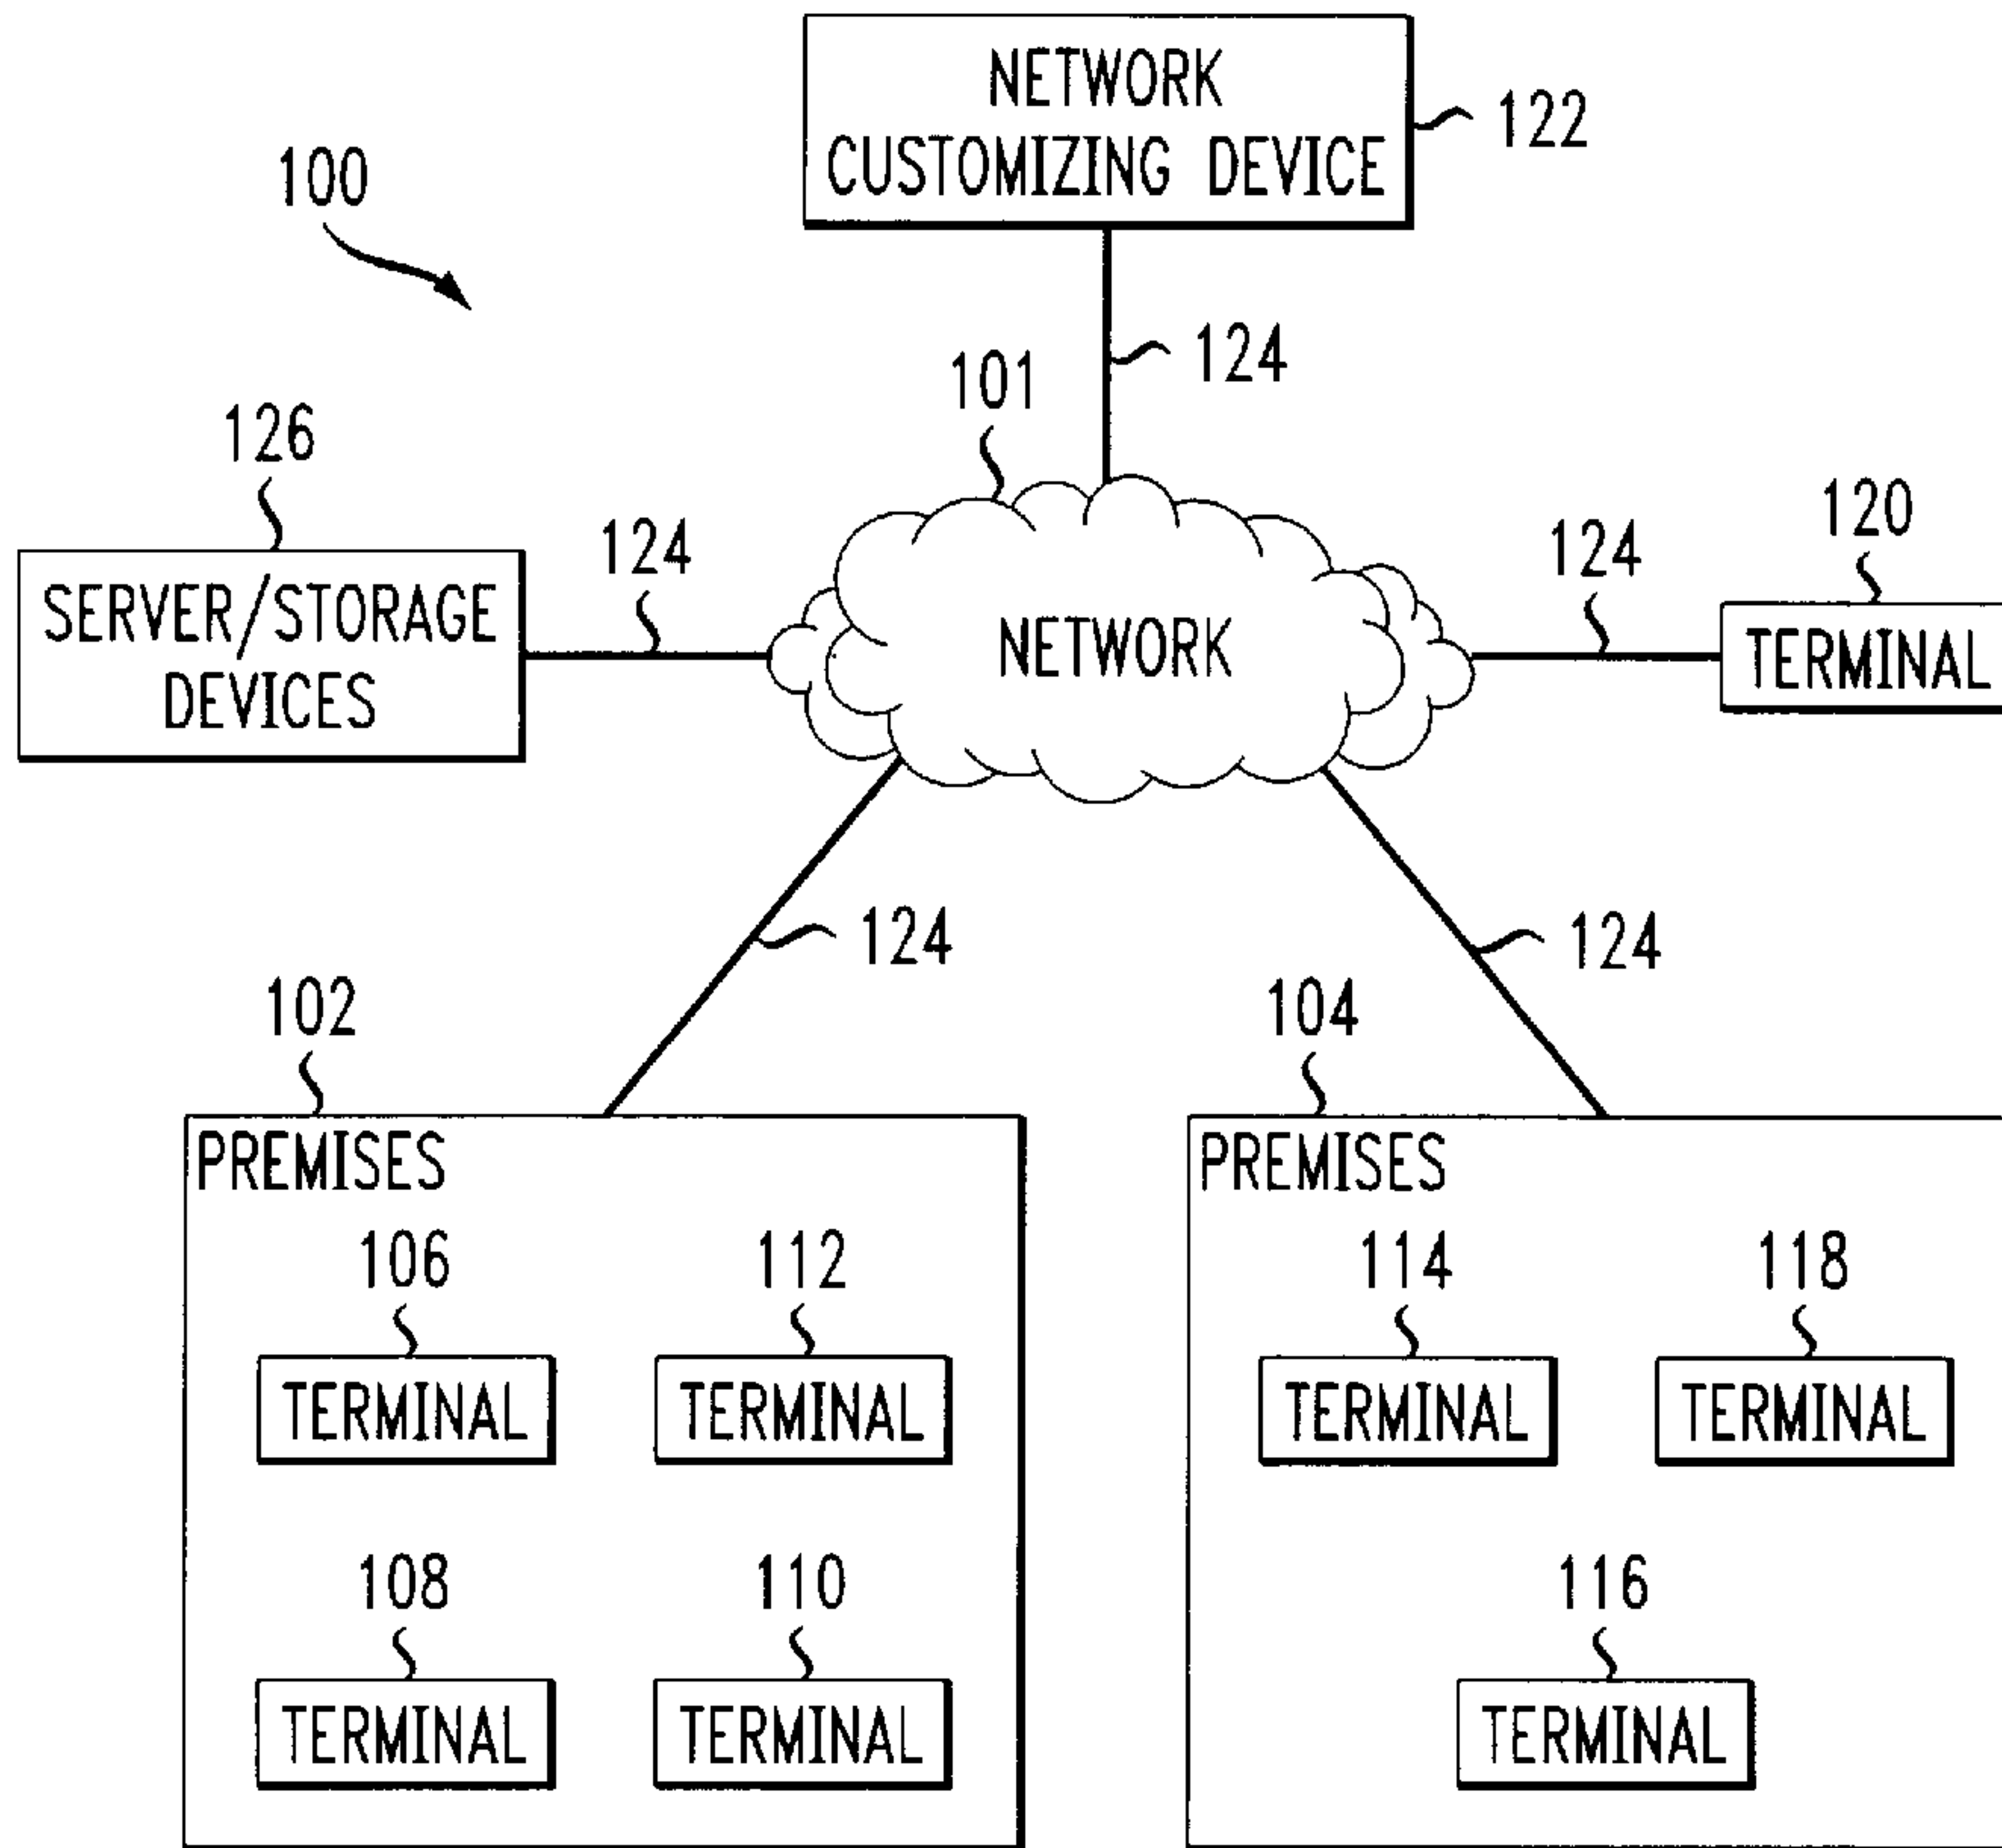 NETWORK
CUSTOMIZING DEVICE
122
100
124
101
126
SERVER/STORAGE
DEVICES
124
NETWORK
124
120
TERMINAL
124
124
102
PREMISES
106
TERMINAL
112
TERMINAL
108
TERMINAL
110
TERMINAL
104
PREMISES
114
TERMINAL
118
TERMINAL
116
TERMINAL